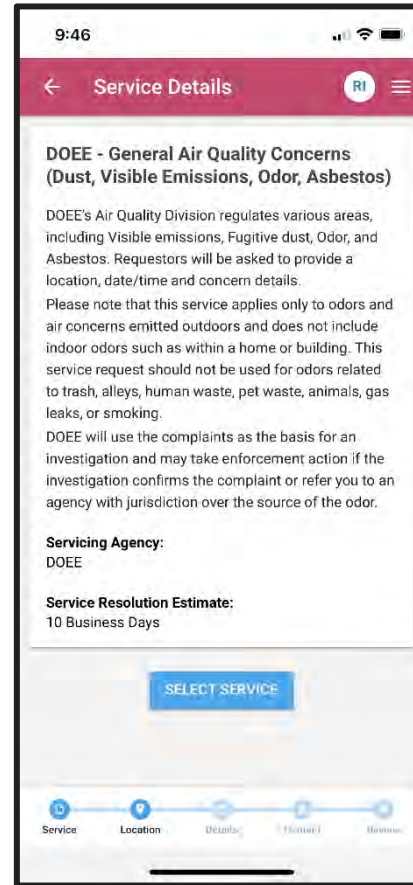 9:46
Service Details
RI
DOEE - General Air Quality Concerns
(Dust, Visible Emissions, Odor, Asbestos)
DOEE's Air Quality Division regulates various areas,
including Visible emissions, Fugitive dust, Odor, and
Asbestos. Requestors will be asked to provide a
location, date/time and concern details.
Please note that this service applies only to odors and
air concerns emitted outdoors and does not include
indoor odors such as within a home or building. This
service request should not be used for odors related
to trash, alleys, human waste, pet waste, animals, gas
leaks, or smoking.
DOEE will use the complaints as the basis for an
investigation and may take enforcement action if the
investigation confirms the complaint or refer you to an
agency with jurisdiction over the source of the odor.
Servicing Agency:
DOEE
Service Resolution Estimate:
10 Business Days
SELECT SERVICE
Service Location Details